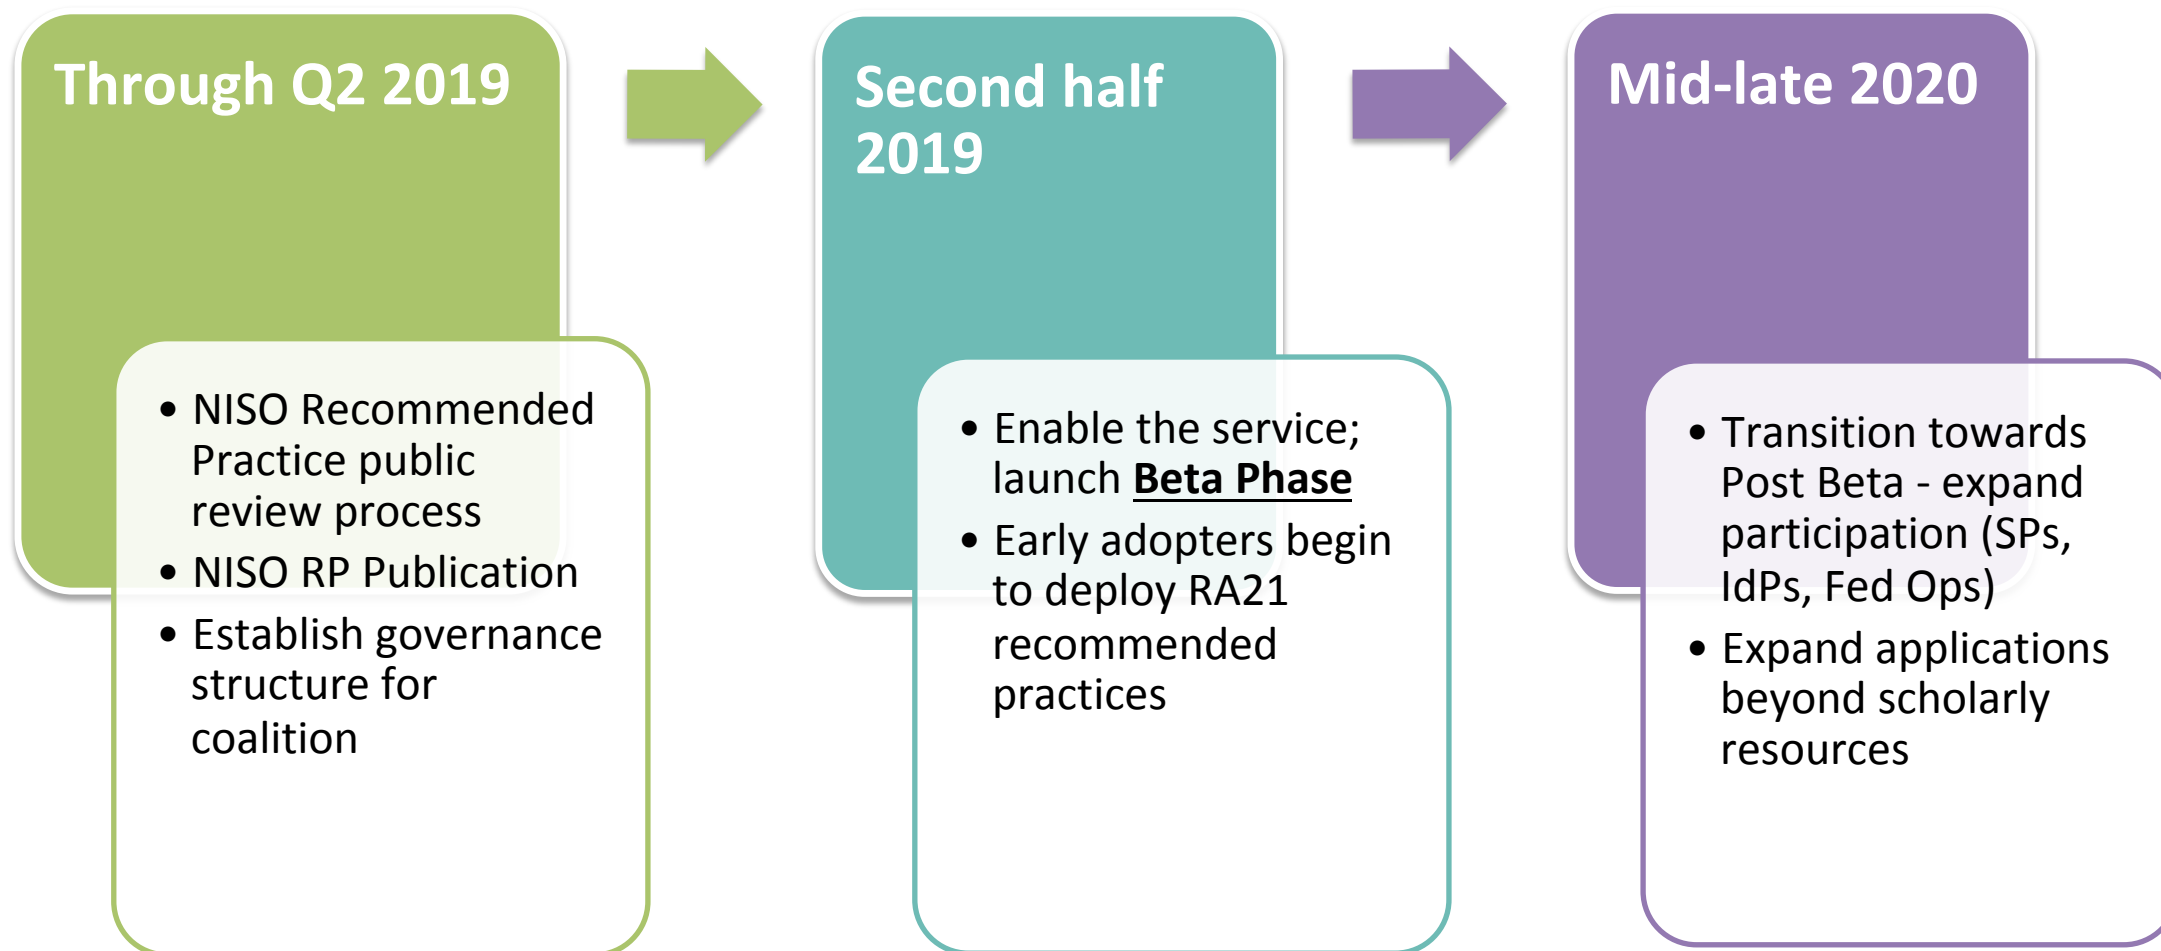 Through Q2 2019
• NISO Recommended
Practice public
review process
• NISO RP Publication
• Establish governance
structure for
coalition
Second half
2019
• Enable the service;
launch Beta Phase
• Early adopters begin
to deploy RA21
recommended
practices
Mid-late 2020
• Transition towards
Post Beta - expand
participation (SPs,
IdPs, Fed Ops)
• Expand applications
beyond scholarly
resources